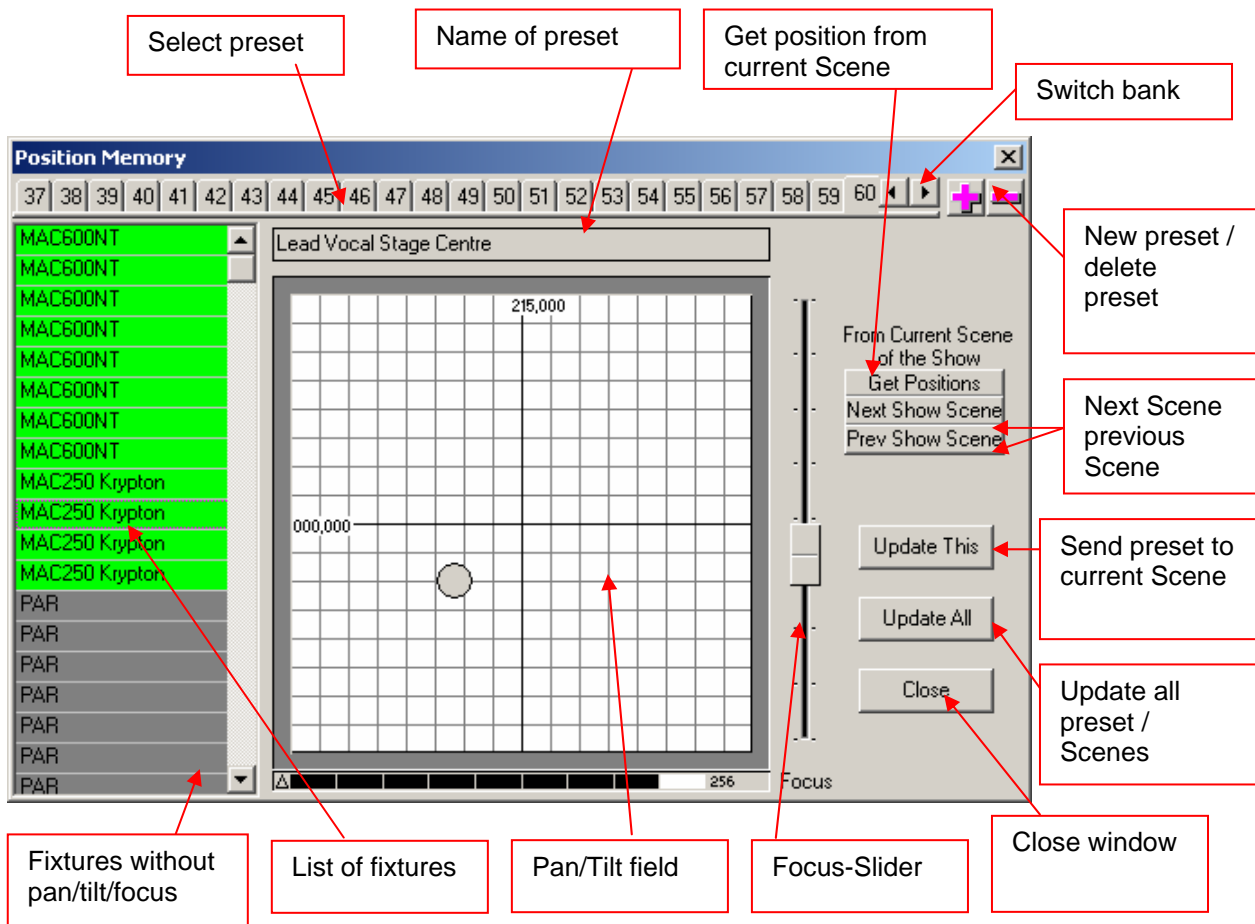 Select preset
Name of preset
Get position from
current Scene
Switch bank
Position Memory
37 38 39 40 41 42 43 44 45 46 47 48 49 50 51 52 53 54 55 56 57 58 59 60
MAC600NT
MAC600NT
MAC600NT
MAC600NT
MAC600NT
MAC600NT
MAC600NT
MAC600NT
MAC250 Krypton
MAC250 Krypton
MAC250 Krypton
MAC250 Krypton
PAR
PAR
PAR
PAR
PAR
PAR
PAR
Lead Vocal Stage Centre
215,000
000,000
256
Focus
From Current Scene
of the Show
Get Positions
Next Show Scene
Prev Show Scene
Update This
Update All
Close
New preset /
delete
preset
Next Scene
previous
Scene
Send preset to
current Scene
Update all
preset /
Scenes
Fixtures without
pan/tilt/focus
List of fixtures
Pan/Tilt field
Focus-Slider
Close window